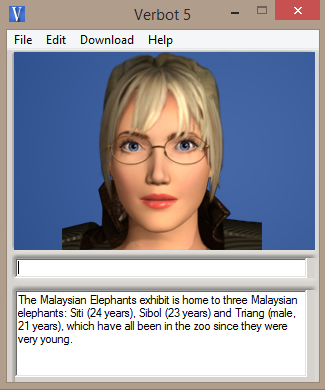 Verbot 5
File Edit Download Help
The Malaysian Elephants exhibit is home to three Malaysian
elephants: Siti (24 years), Sibol (23 years) and Triang (male,
21 years), which have all been in the zoo since they were
very young.